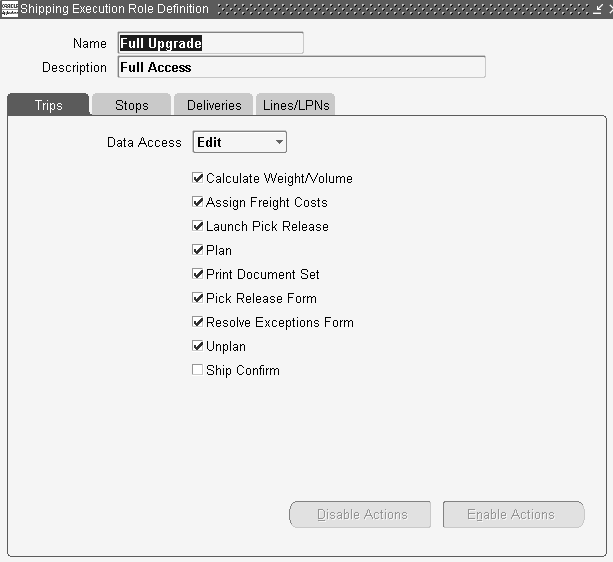 Shipping Execution Role Definition
Name Full Upgrade
Description Full Access
Trips Stops Deliveries Lines/LPNs
Data Access Edit
Calculate Weight/Volume
Assign Freight Costs
Launch Pick Release
Plan
Print Document Set
Pick Release Form
Resolve Exceptions Form
Unplan
Ship Confirm
Disable Actions Enable Actions